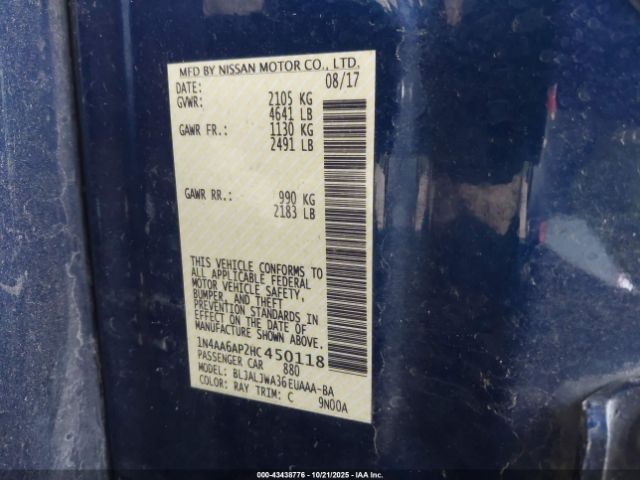 MFD BY NISSAN MOTOR CO., LTD.
DATE: 08/17
GVWR: 2105 KG
4641 LB
GAWR FR.: 1130 KG
2491 LB
GAWR RR.: 990 KG
2183 LB
THIS VEHICLE CONFORMS TO
ALL APPLICABLE FEDERAL
MOTOR VEHICLE SAFETY,
BUMPER, AND THEFT
PREVENTION STANDARDS IN
EFFECT ON THE DATE OF
MANUFACTURE SHOWN ABOVE.
1N4AA6AP2HC450118
PASSENGER CAR 880
MODEL: BLJALJWA36EUAAA-BA
COLOR: RAY TRIM: C 9N00A
000-43438776 - 10/21/2025 - IAA Inc.